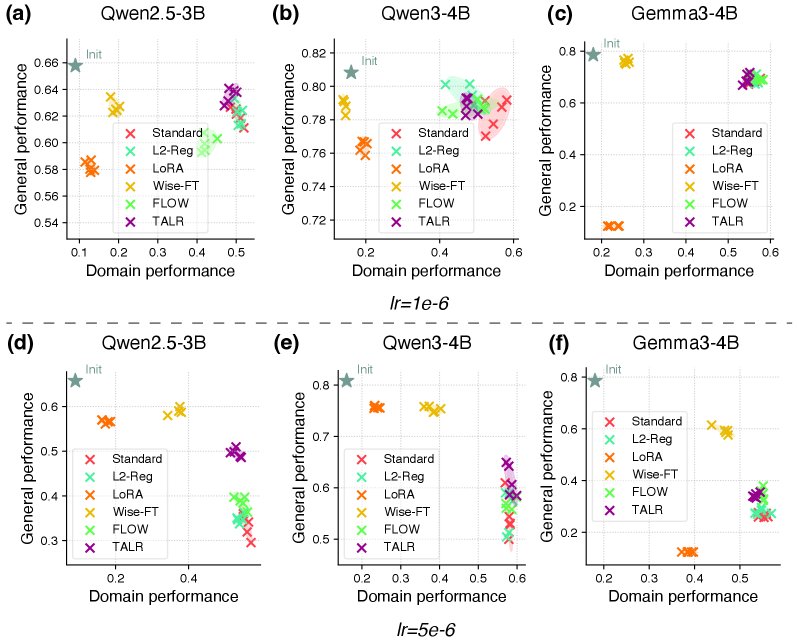 (a) Qwen2.5-3B
General performance
0.66
0.64
0.62
0.60
0.58
0.56
0.54
Init
Standard
L2-Reg
LoRA
Wise-FT
FLOW
TALR
0.1 0.2 0.3 0.4 0.5
Domain performance
(b) Qwen3-4B
General performance
0.82
0.80
0.78
0.76
0.74
0.72
Init
Standard
L2-Reg
LoRA
Wise-FT
FLOW
TALR
0.2 0.4 0.6
Domain performance
(c) Gemma3-4B
General performance
0.8
0.6
0.4
0.2
Init
Standard
L2-Reg
LoRA
Wise-FT
FLOW
TALR
0.2 0.3 0.4 0.5 0.6
Domain performance
lr=1e-6
(d) Qwen2.5-3B
General performance
0.6
0.5
0.4
0.3
Init
Standard
L2-Reg
LoRA
Wise-FT
FLOW
TALR
0.2 0.4
Domain performance
(e) Qwen3-4B
General performance
0.8
0.7
0.6
0.5
Init
Standard
L2-Reg
LoRA
Wise-FT
FLOW
TALR
0.2 0.3 0.4 0.5 0.6
Domain performance
(f) Gemma3-4B
General performance
0.8
0.6
0.4
0.2
Init
Standard
L2-Reg
LoRA
Wise-FT
FLOW
TALR
0.2 0.3 0.4 0.5
Domain performance
lr=5e-6